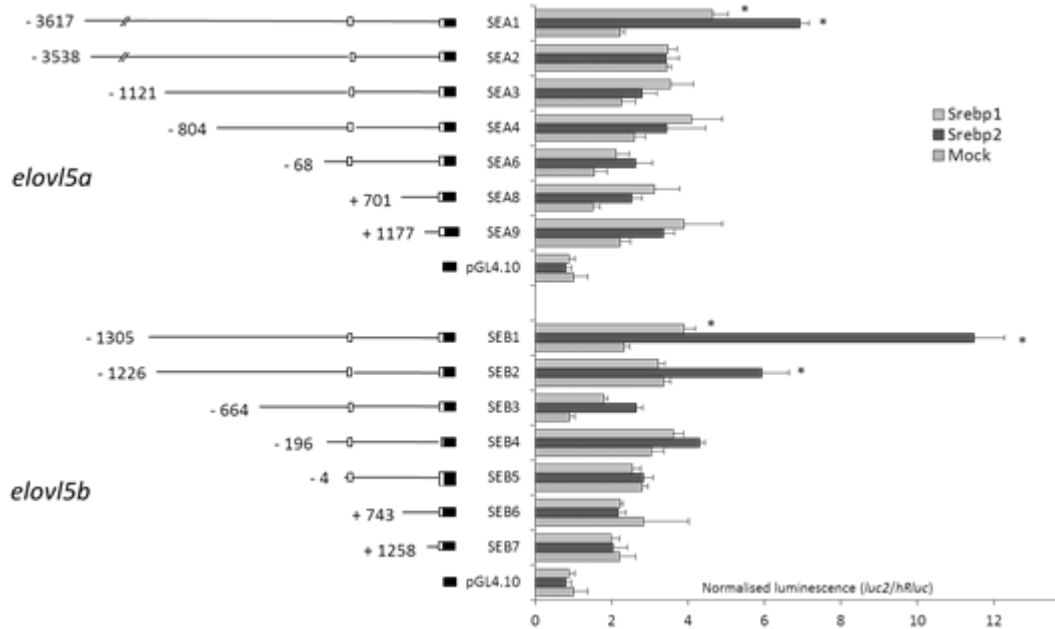 - 3617 SEA1 *
*
- 3538 SEA2
- 1121 SEA3
- 804 SEA4
elovl5a
- 68 SEA6
+ 701 SEA8
+ 1177 SEA9
pGL4.10
Srebp1
Srebp2
Mock
- 1305 SEB1 *
*
- 1226 SEB2 *
- 664 SEB3
- 196 SEB4
elovl5b
- 4 SEB5
+ 743 SEB6
+ 1258 SEB7
pGL4.10
Normalised luminescence (luc2/hRluc)
0 2 4 6 8 10 12